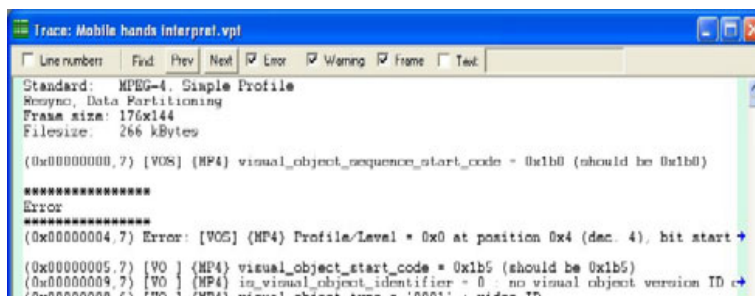 Trace: Mobile hands interpret.vpt
Line numbers Find: Prev Next Error Warning Frame Text:
Standard: MPEG-4, Simple Profile
Resync, Data Partitioning
Frame size: 176x144
Filesize: 266 kBytes
(0x00000000,7) [VOS] {MP4} visual_object_sequence_start_code = 0x1b0 (should be 0x1b0)
****************
Error
****************
(0x00000004,7) Error: [VOS] {MP4} Profile/Level = 0x0 at position 0x4 (dec. 4), bit start
(0x00000005,7) [VO ] {MP4} visual_object_start_code = 0x1b5 (should be 0x1b5)
(0x00000009,7) [VO ] {MP4} is_visual_object_identifier = 0 : no visual object version ID